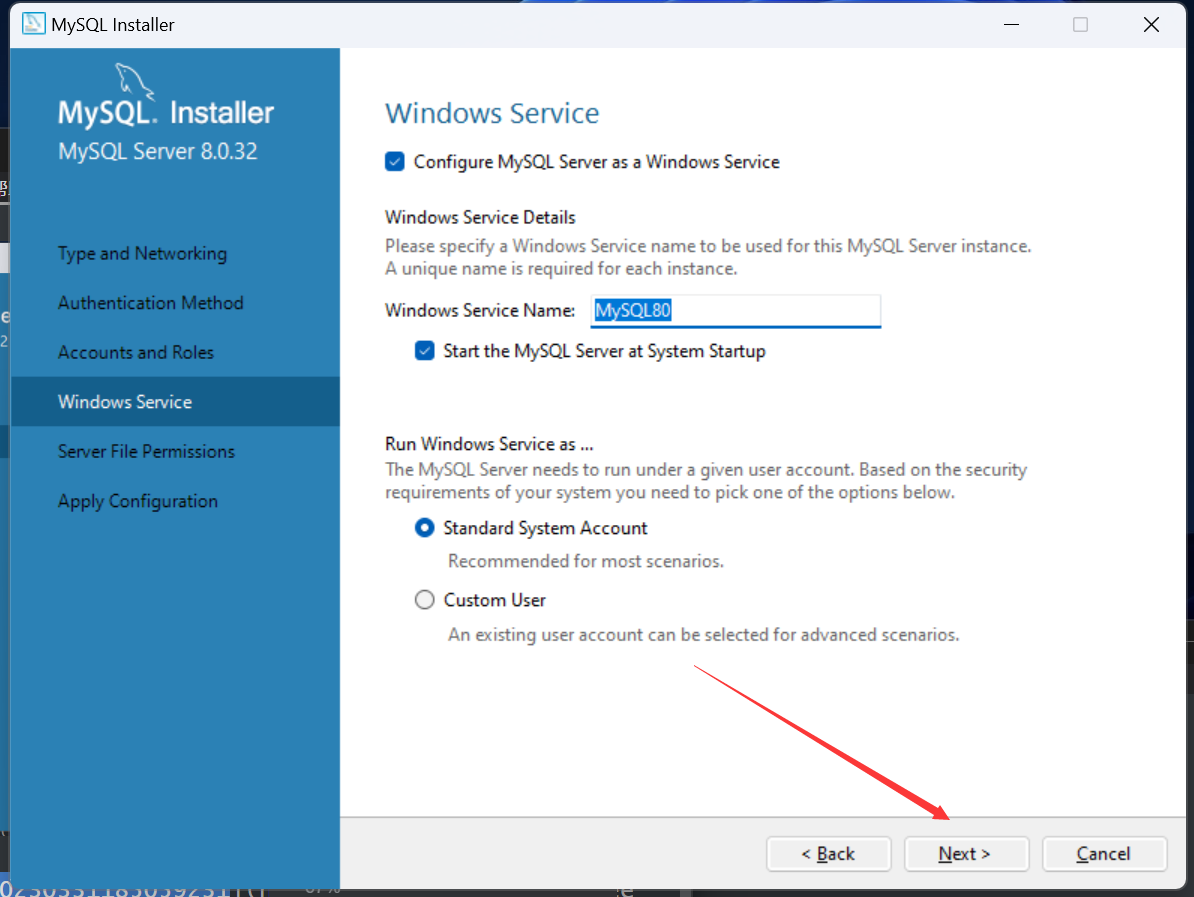 MySQL Installer
MySQL. Installer
MySQL Server 8.0.32
Type and Networking
Authentication Method
Accounts and Roles
Windows Service
Server File Permissions
Apply Configuration
Windows Service
Configure MySQL Server as a Windows Service
Windows Service Details
Please specify a Windows Service name to be used for this MySQL Server instance.
A unique name is required for each instance.
Windows Service Name: MySQL80
Start the MySQL Server at System Startup
Run Windows Service as ...
The MySQL Server needs to run under a given user account. Based on the security
requirements of your system you need to pick one of the options below.
Standard System Account
Recommended for most scenarios.
Custom User
An existing user account can be selected for advanced scenarios.
< Back Next > Cancel